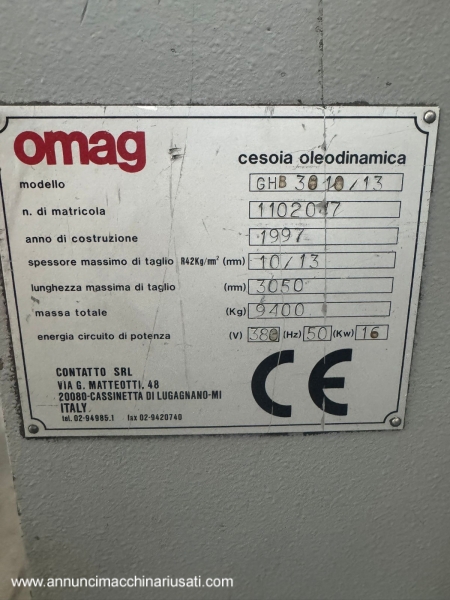 omag
cesoia oleodinamica
modello GHB 3010/13
n. di matricola 1102017
anno di costruzione 1997
spessore massimo di taglio R42Kg/mm² (mm) 10/13
lunghezza massima di taglio (mm) 3050
massa totale (Kg) 9400
energia circuito di potenza (V) 380 (Hz) 50 (Kw) 16
CONTATTO SRL
VIA G. MATTEOTTI, 48
20080-CASSINETTA DI LUGAGNANO-MI
ITALY
tel. 02-94985.1 fax 02-9420740
CE
www.annuncimacchinariusati.com